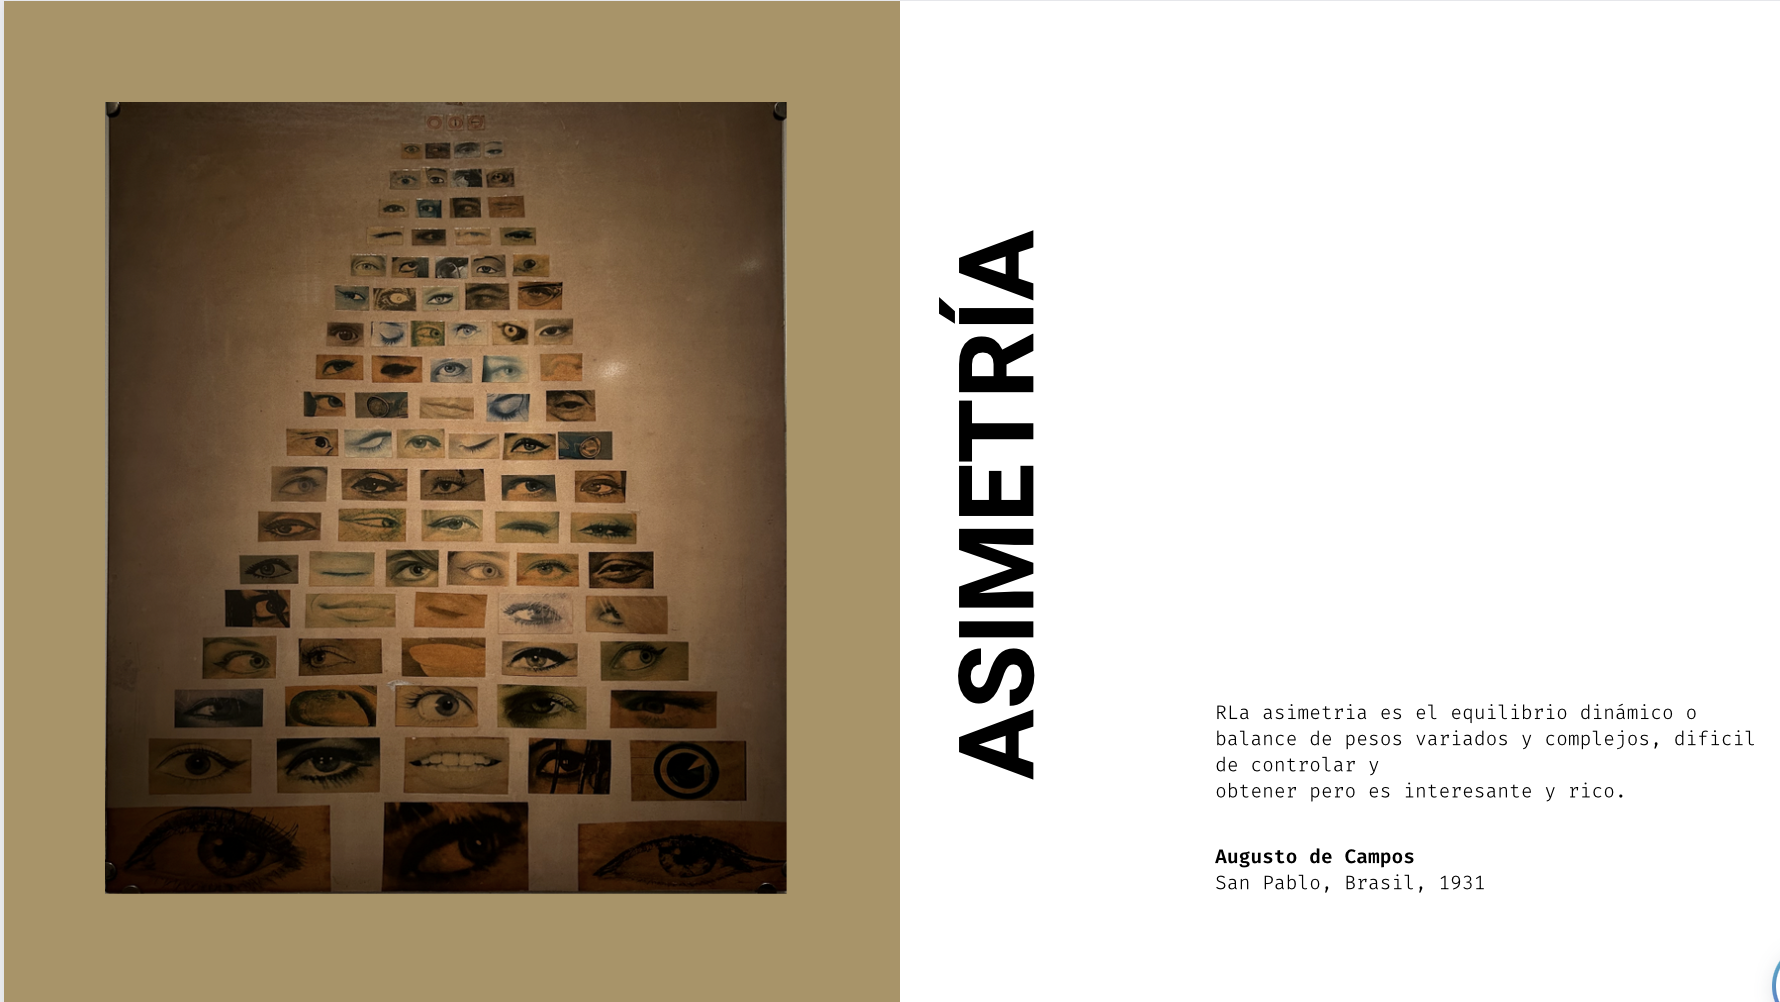 ASIMETRÍA
RLa asimetria es el equilibrio dinámico o
balance de pesos variados y complejos, dificil
de controlar y
obtener pero es interesante y rico.
Augusto de Campos
San Pablo, Brasil, 1931